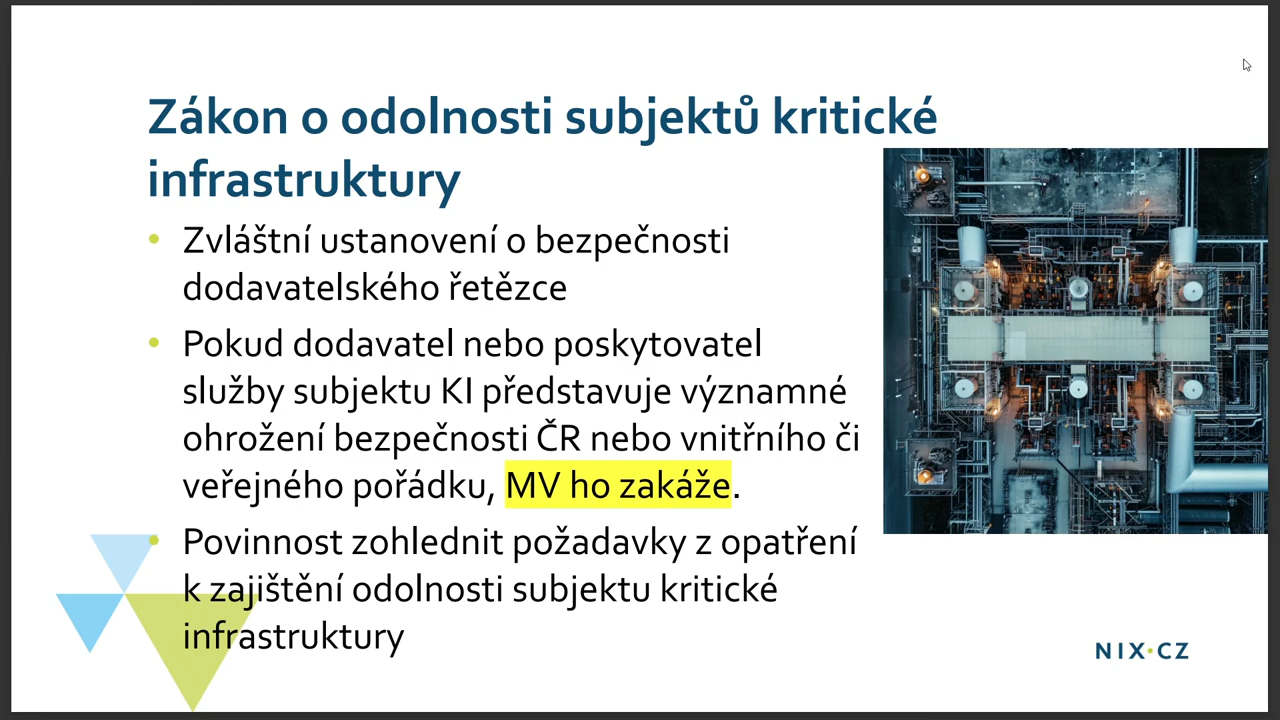 Zákon o odolnosti subjektů kritické
infrastruktury
• Zvláštní ustanovení o bezpečnosti
dodavatelského řetězce
• Pokud dodavatel nebo poskytovatel
služby subjektu KI představuje významné
ohrožení bezpečnosti ČR nebo vnitřního či
veřejného pořádku, MV ho zakáže.
• Povinnost zohlednit požadavky z opatření
k zajištění odolnosti subjektu kritické
infrastruktury
NIX•CZ